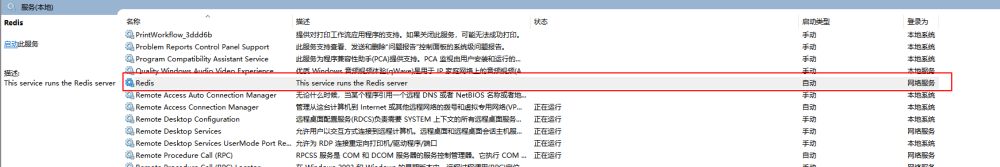 服务(本地)
Redis
启动此服务
描述:
This service runs the Redis server
名称 描述 状态 启动类型 登录为
PrintWorkflow_3ddd6b 提供对打印工作流应用程序的支持。如果关闭此服务，可能无法成功打印。 手动 本地系统
Problem Reports Control Panel Support 此服务支持查看、发送和删除"问题报告"控制面板的系统级问题报告。 手动 本地系统
Program Compatibility Assistant Service 此服务为程序兼容性助手(PCA)提供支持。PCA 监视由用户安装和运行的... 手动 本地系统
Quality Windows Audio Video Experience 优质 Windows 音频视频体验(qWave)是用于 IP 家庭网络上的音频视频(A... 手动 本地服务
Redis This service runs the Redis server 自动 网络服务
Remote Access Auto Connection Manager 无论什么时候，当某个程序引用一个远程 DNS 或者 NetBIOS 名称或者地... 手动 本地系统
Remote Access Connection Manager 管理从这台计算机到 Internet 或其他远程网络的拨号和虚拟专用网络(VP... 正在运行 自动 本地系统
Remote Desktop Configuration 远程桌面配置服务(RDCS)负责需要 SYSTEM 上下文的所有远程桌面服务... 正在运行 手动 本地系统
Remote Desktop Services 允许用户以交互方式连接到远程计算机。远程桌面和远程桌面会话主机服... 正在运行 手动 网络服务
Remote Desktop Services UserMode Port Re... 允许为 RDP 连接重定向打印机/驱动程序/端口 正在运行 手动 本地系统
Remote Procedure Call (RPC) RPCSS 服务是 COM 和 DCOM 服务器的服务控制管理器。它执行 COM ... 正在运行 自动 网络服务